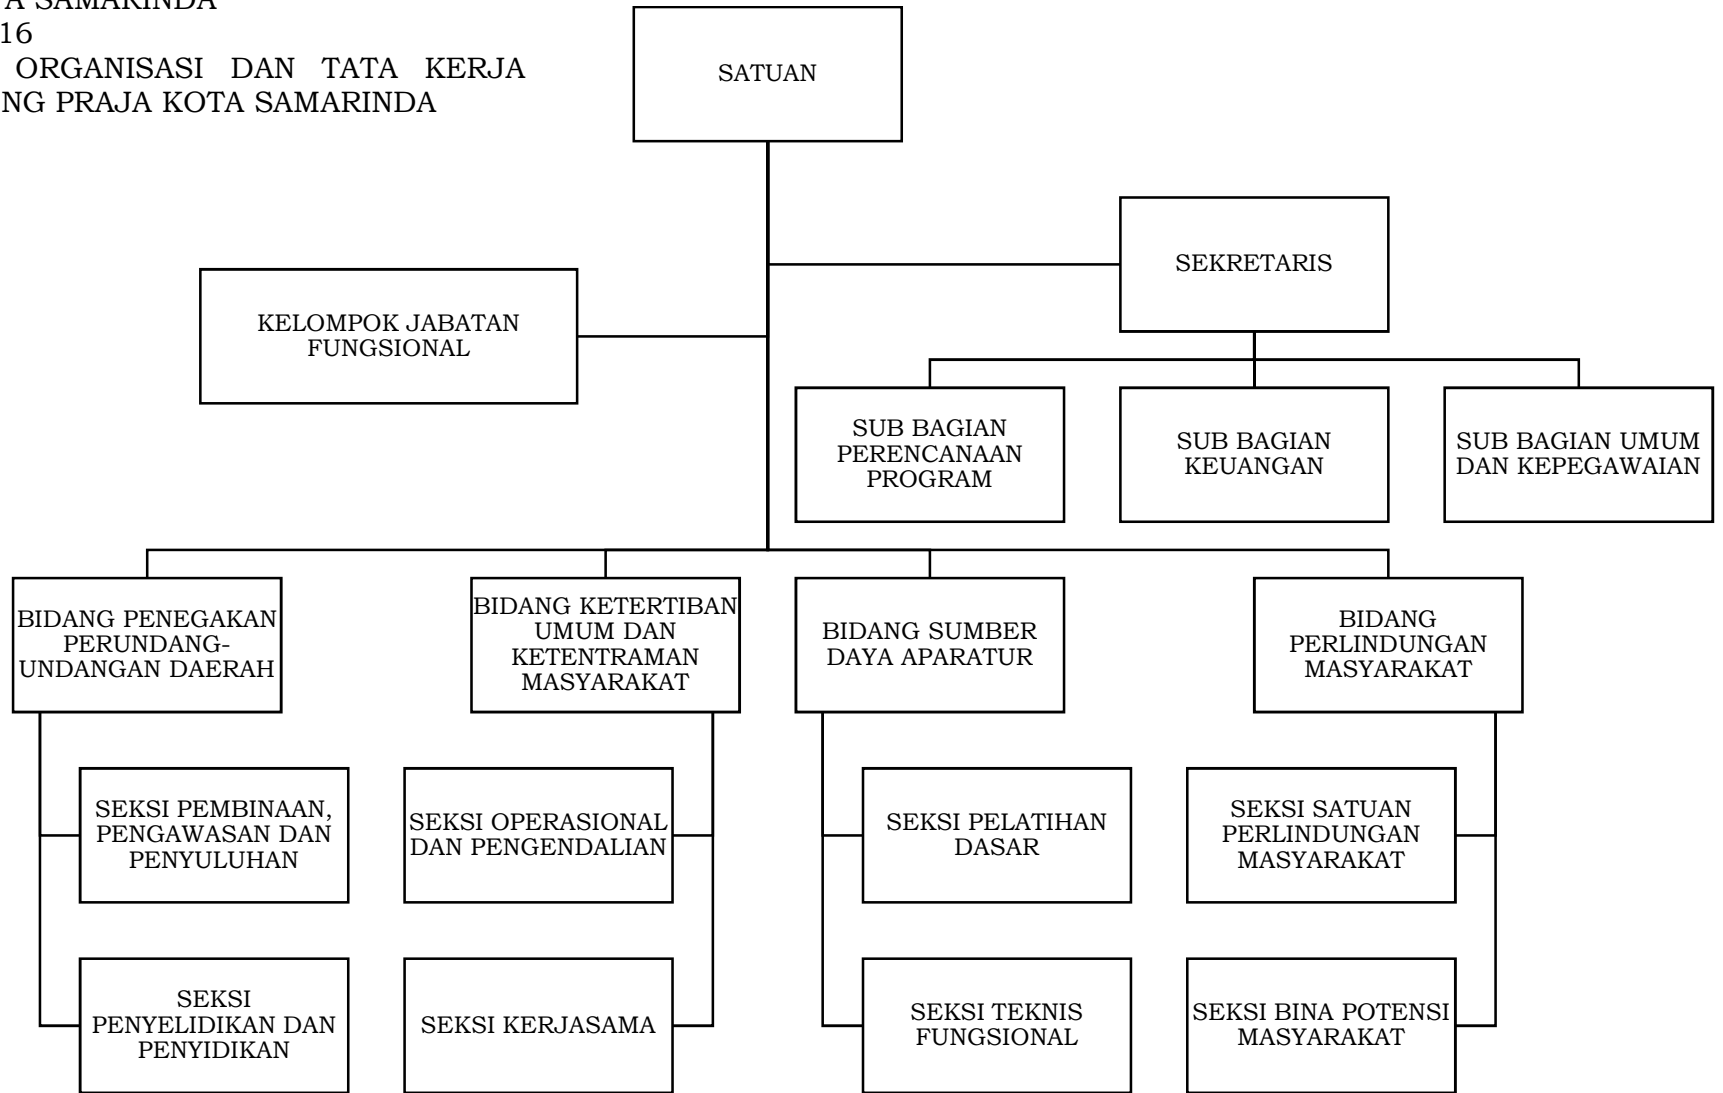 A SAMARINDA
16
ORGANISASI DAN TATA KERJA
NG PRAJA KOTA SAMARINDA
SATUAN
SEKRETARIS
KELOMPOK JABATAN
FUNGSIONAL
SUB BAGIAN
PERENCANAAN
PROGRAM
SUB BAGIAN
KEUANGAN
SUB BAGIAN UMUM
DAN KEPEGAWAIAN
BIDANG PENEGAKAN
PERUNDANG-
UNDANGAN DAERAH
BIDANG KETERTIBAN
UMUM DAN
KETENTRAMAN
MASYARAKAT
BIDANG SUMBER
DAYA APARATUR
BIDANG
PERLINDUNGAN
MASYARAKAT
SEKSI PEMBINAAN,
PENGAWASAN DAN
PENYULUHAN
SEKSI OPERASIONAL
DAN PENGENDALIAN
SEKSI PELATIHAN
DASAR
SEKSI SATUAN
PERLINDUNGAN
MASYARAKAT
SEKSI
PENYELIDIKAN DAN
PENYIDIKAN
SEKSI KERJASAMA
SEKSI TEKNIS
FUNGSIONAL
SEKSI BINA POTENSI
MASYARAKAT